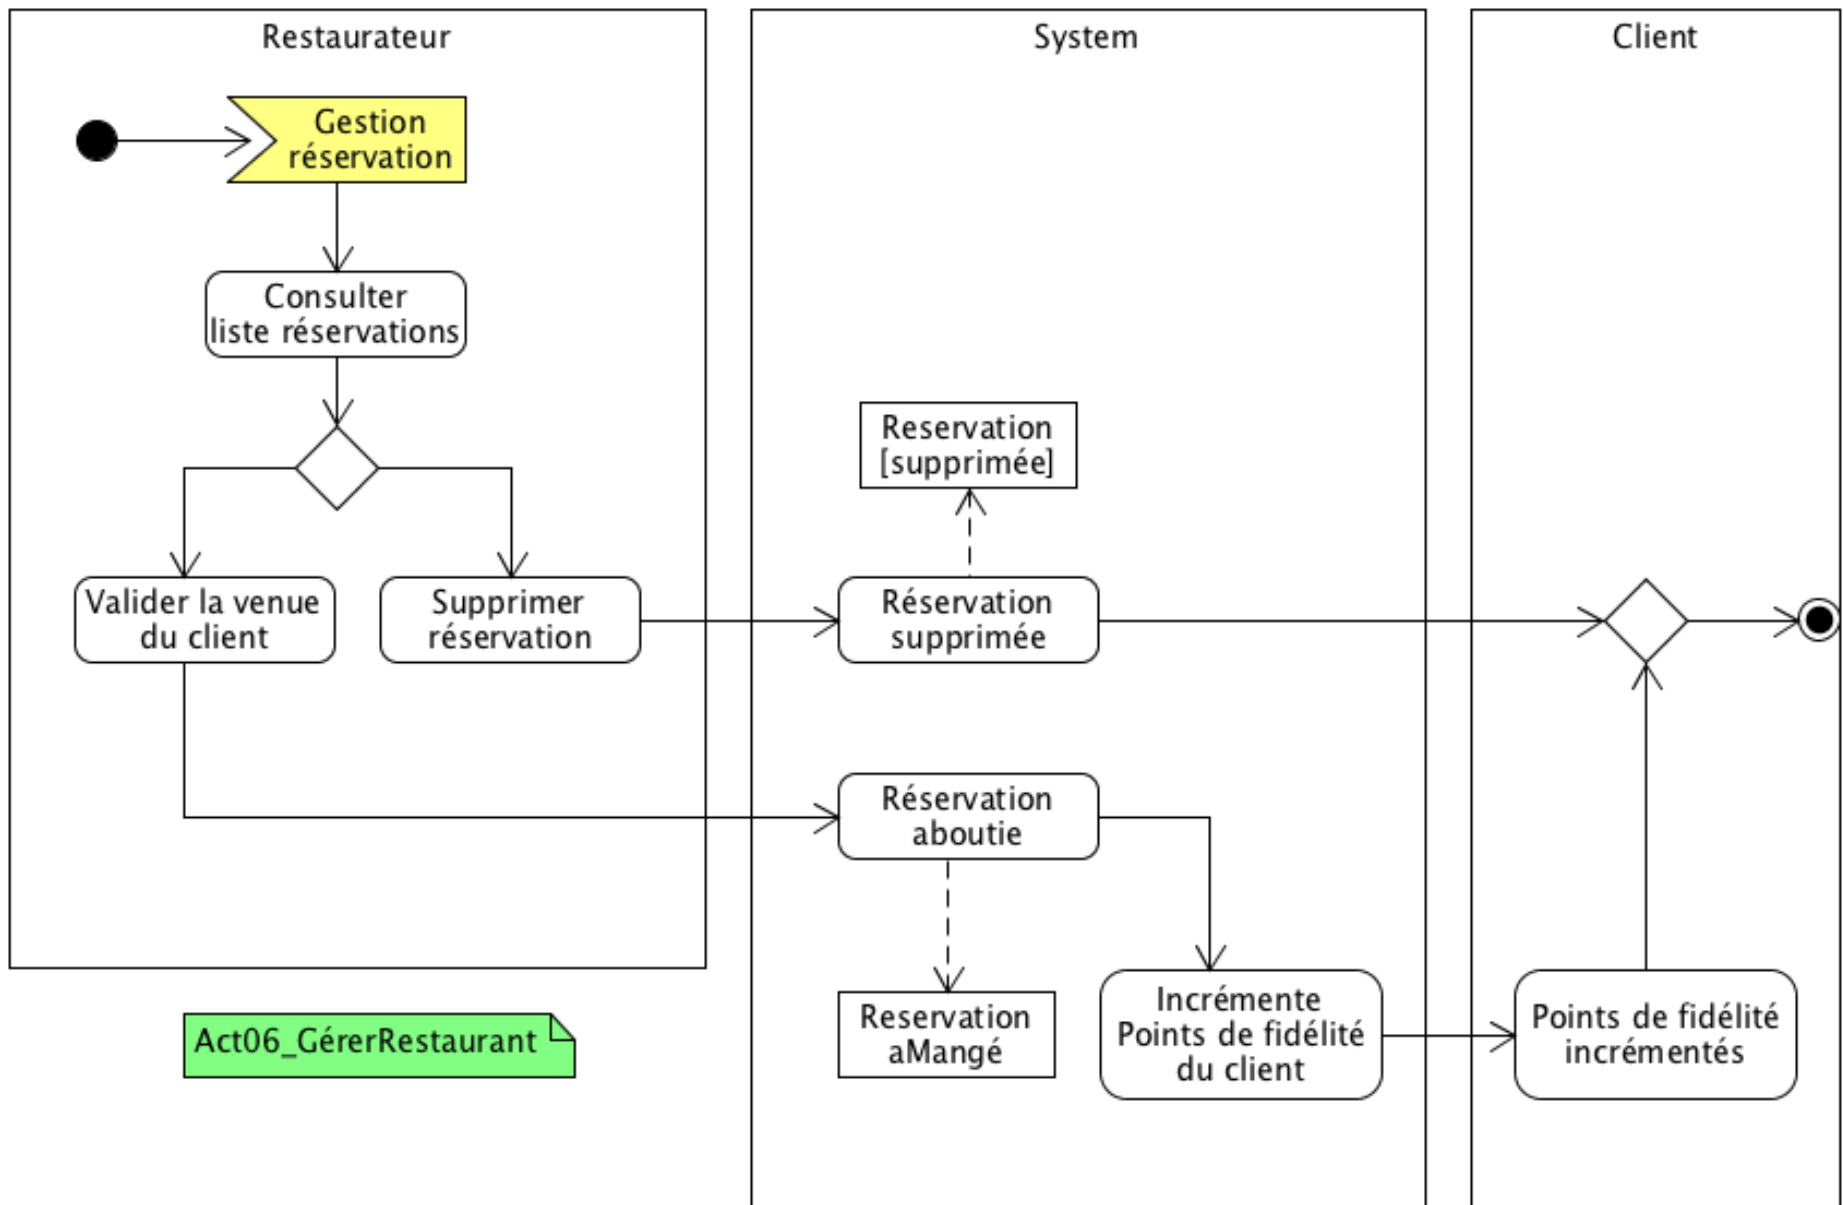 Restaurateur
System
Client
Gestion
réservation
Consulter
liste réservations
Reservation
[supprimée]
Valider la venue
du client
Supprimer
réservation
Réservation
supprimée
Réservation
aboutie
Reservation
aMangé
Incrémente
Points de fidélité
du client
Points de fidélité
incrémentés
Act06_GérerRestaurant